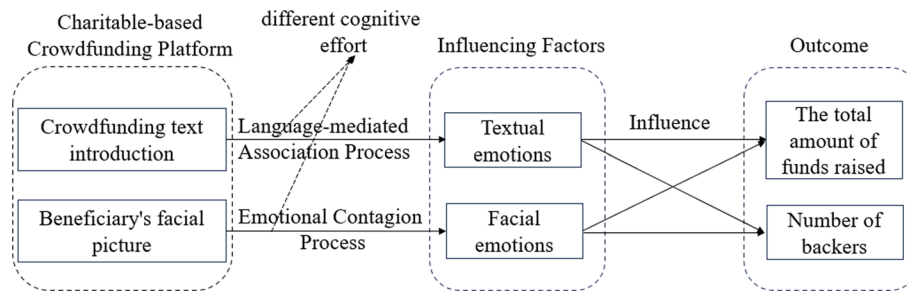 Charitable-based
Crowdfunding Platform
different cognitive
effort
Influencing Factors
Outcome
Crowdfunding text
introduction
Language-mediated
Association Process
Textual
emotions
Influence
The total
amount of
funds raised
Beneficiary's facial
picture
Emotional Contagion
Process
Facial
emotions
Number of
backers